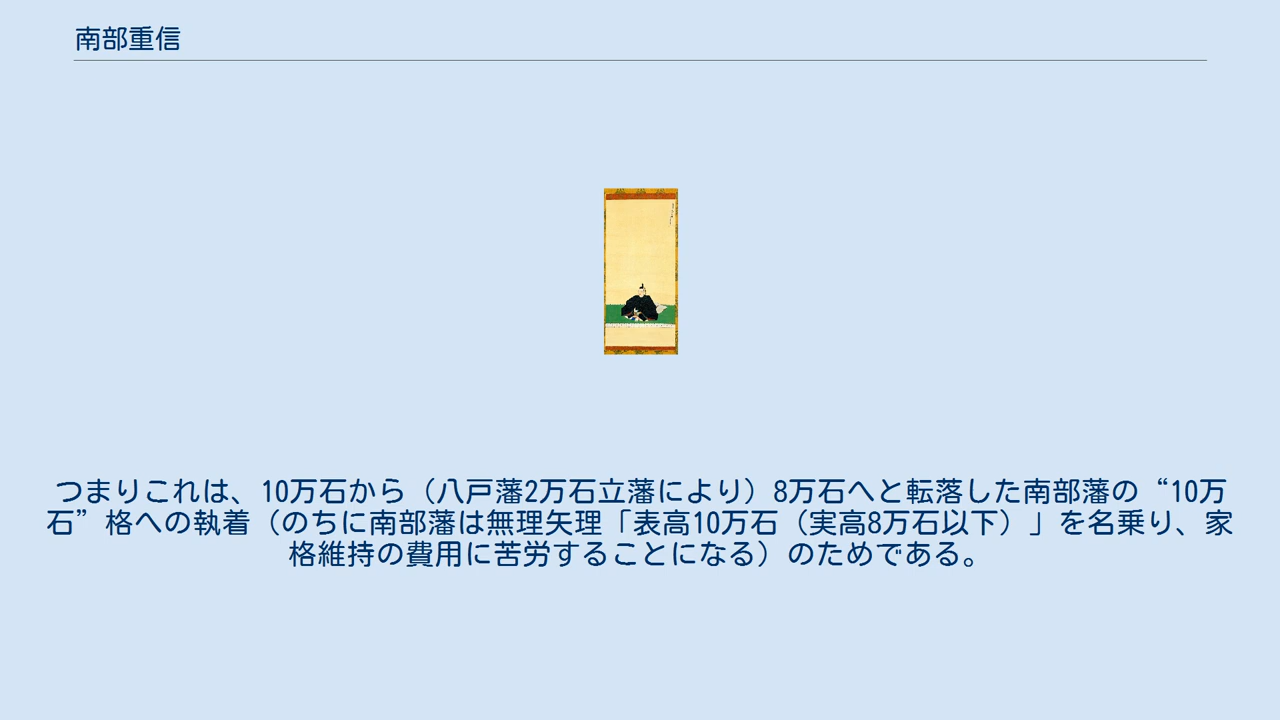 南部重信
つまりこれは、10万石から（八戸藩2万石立藩により）8万石へと転落した南部藩の“10万
石”格への執着（のちに南部藩は無理矢理「表高10万石（実高8万石以下）」を名乗り、家
格維持の費用に苦労することになる）のためである。